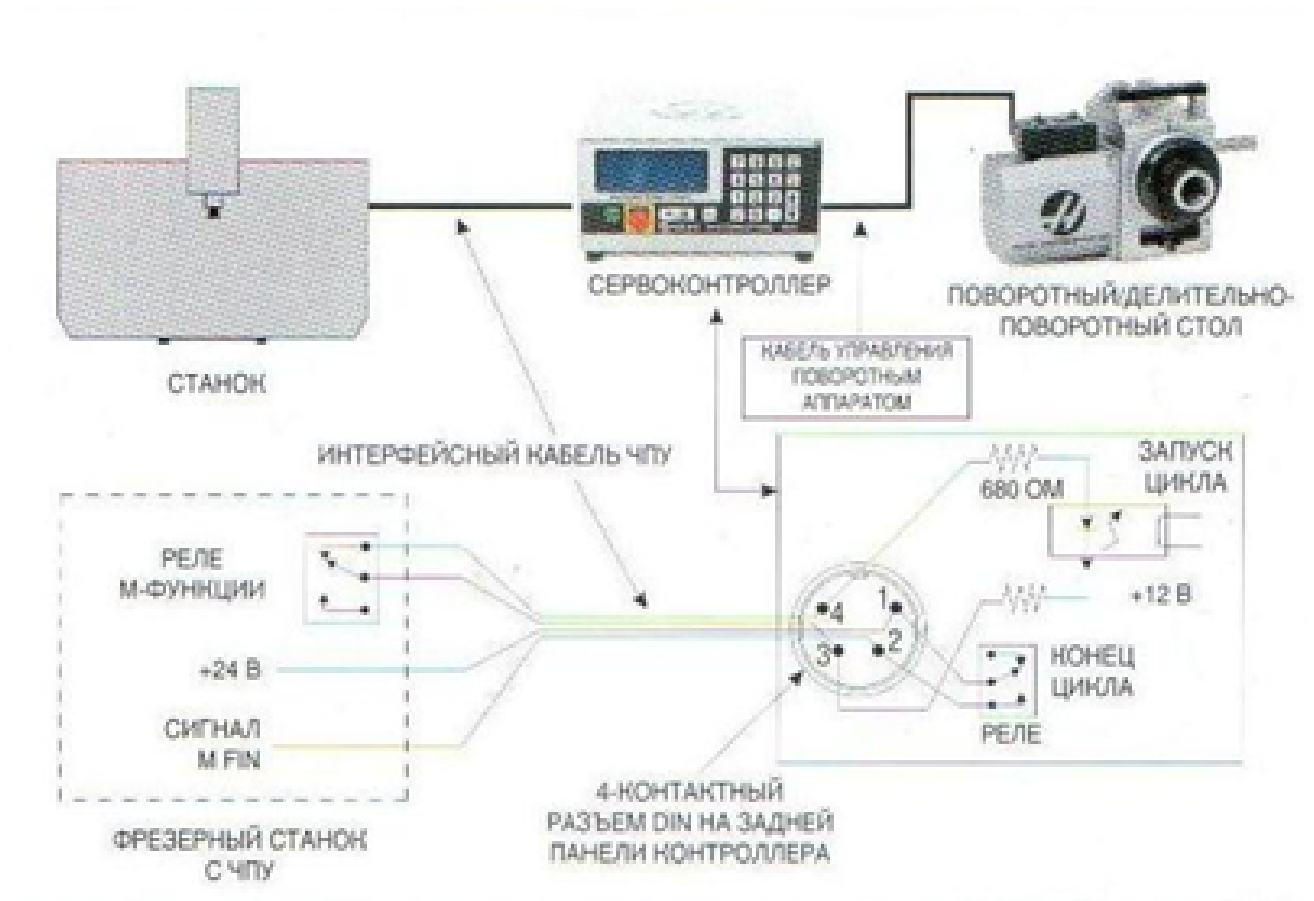 СЕРВОКОНТРОЛЛЕР
ПОВОРОТНЫЙ/ДЕЛИТЕЛЬНО-
ПОВОРОТНЫЙ СТОЛ
СТАНОК
КАБЕЛЬ УПРАВЛЕНИЯ
ПОВОРОТНЫМ
АППАРАТОМ
ИНТЕРФЕЙСНЫЙ КАБЕЛЬ ЧПУ
ЗАПУСК
ЦИКЛА
680 ОМ
РЕЛЕ
М-ФУНКЦИИ
+12 В
4
1
3
2
+24 В
КОНЕЦ
ЦИКЛА
РЕЛЕ
СИГНАЛ
M FIN
4-КОНТАКТНЫЙ
РАЗЪЕМ DIN НА ЗАДНЕЙ
ПАНЕЛИ КОНТРОЛЛЕРА
ФРЕЗЕРНЫЙ СТАНОК
С ЧПУ